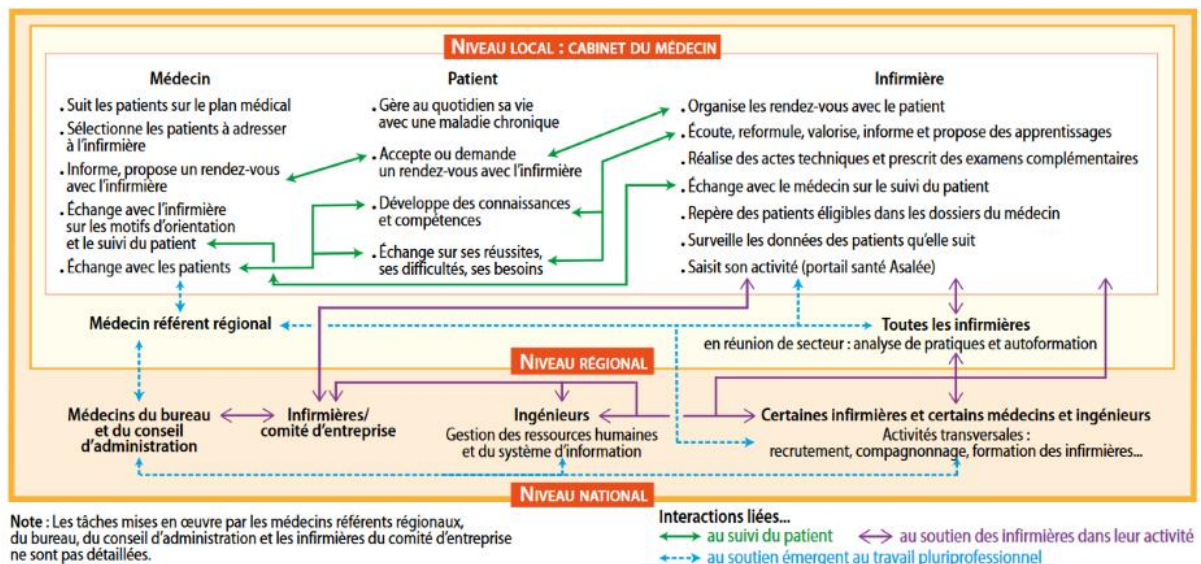 NIVEAU LOCAL : CABINET DU MÉDECIN
Médecin
. Suit les patients sur le plan médical
. Sélectionne les patients à adresser
à l'infirmière
. Informe, propose un rendez-vous
avec l'infirmière
. Échange avec l'infirmière
sur les motifs d'orientation
et le suivi du patient
. Échange avec les patients
Patient
. Gère au quotidien sa vie
avec une maladie chronique
. Accepte ou demande
un rendez-vous avec l'infirmière
. Développe des connaissances
et compétences
. Échange sur ses réussites,
ses difficultés, ses besoins
Infirmière
. Organise les rendez-vous avec le patient
. Écoute, reformule, valorise, informe et propose des apprentissages
. Réalise des actes techniques et prescrit des examens complémentaires
. Échange avec le médecin sur le suivi du patient
. Repère des patients éligibles dans les dossiers du médecin
. Surveille les données des patients qu'elle suit
. Saisit son activité (portail santé Asalée)
Médecin référent régional
Toutes les infirmières
en réunion de secteur : analyse de pratiques et autoformation
NIVEAU RÉGIONAL
Médecins du bureau
et du conseil
d'administration
Infirmières/
comité d'entreprise
Ingénieurs
Gestion des ressources humaines
et du système d'information
Certaines infirmières et certains médecins et ingénieurs
Activités transversales :
recrutement, compagnonnage, formation des infirmières...
NIVEAU NATIONAL
Note : Les tâches mises en œuvre par les médecins référents régionaux,
du bureau, du conseil d'administration et les infirmières du comité d'entreprise
ne sont pas détaillées.
Interactions liées...
au suivi du patient
au soutien des infirmières dans leur activité
au soutien émergent au travail pluriprofessionnel